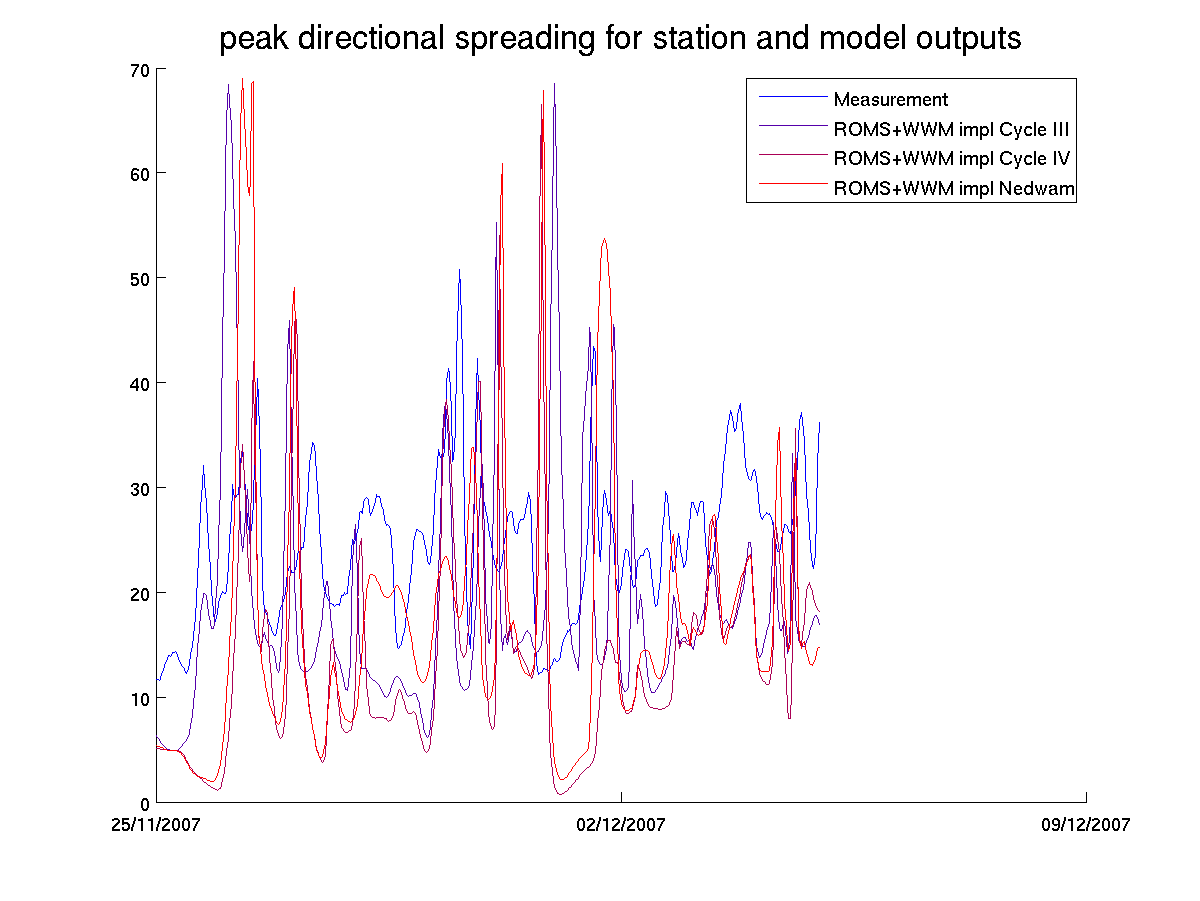 peak directional spreading for station and model outputs
70
60
50
40
30
20
10
0
Measurement
ROMS+WWM impl Cycle III
ROMS+WWM impl Cycle IV
ROMS+WWM impl Nedwam
25/11/2007 02/12/2007 09/12/2007